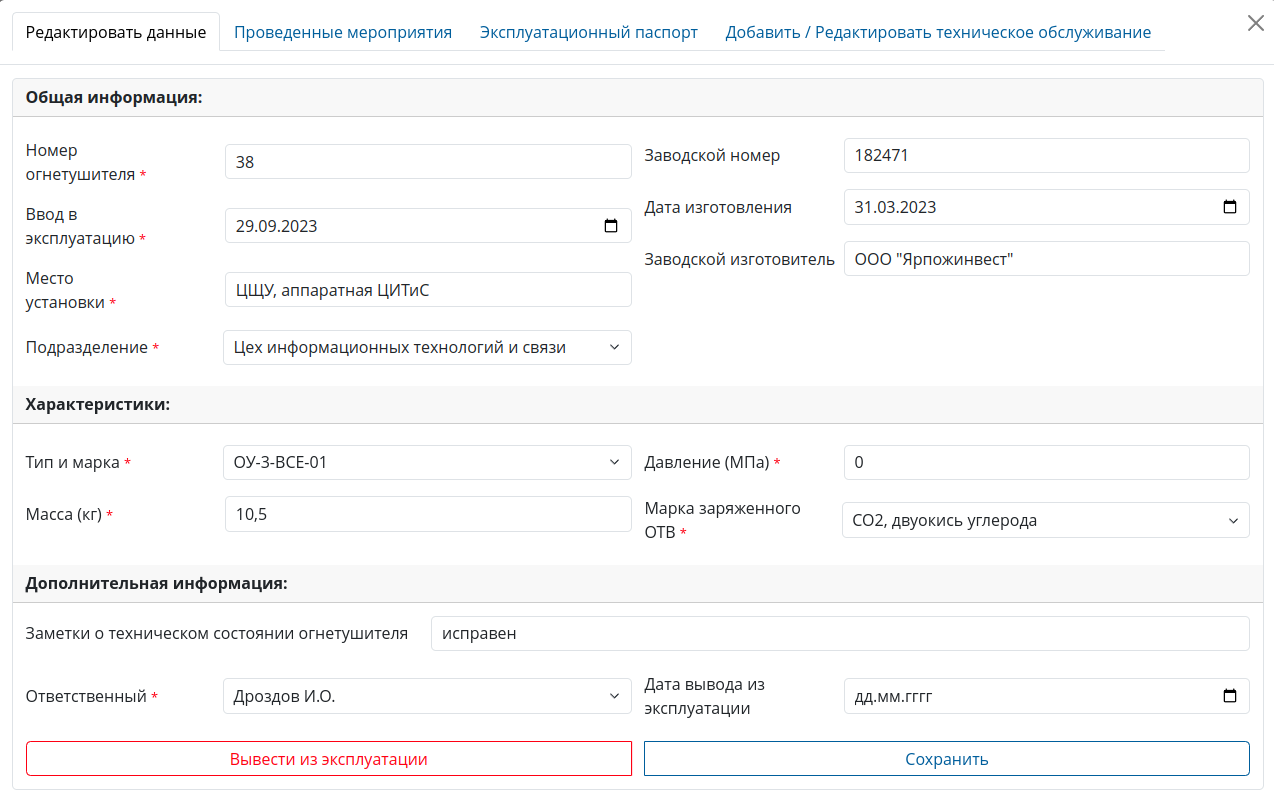 Редактировать данные
Проведенные мероприятия
Эксплуатационный паспорт
Добавить / Редактировать техническое обслуживание
Общая информация:
Номер
огнетушителя *
38
Ввод в
эксплуатацию *
29.09.2023
Место
установки *
ЦЩУ, аппаратная ЦИТиС
Подразделение *
Цех информационных технологий и связи
Заводской номер
182471
Дата изготовления
31.03.2023
Заводской изготовитель
ООО "Ярпожинвест"
Характеристики:
Тип и марка *
ОУ-3-ВСЕ-01
Давление (МПа) *
0
Масса (кг) *
10,5
Марка заряженного
ОТВ *
СО2, двуокись углерода
Дополнительная информация:
Заметки о техническом состоянии огнетушителя
исправен
Ответственный *
Дроздов И.О.
Дата вывода из
эксплуатации
дд.мм.гггг
Вывести из эксплуатации
Сохранить